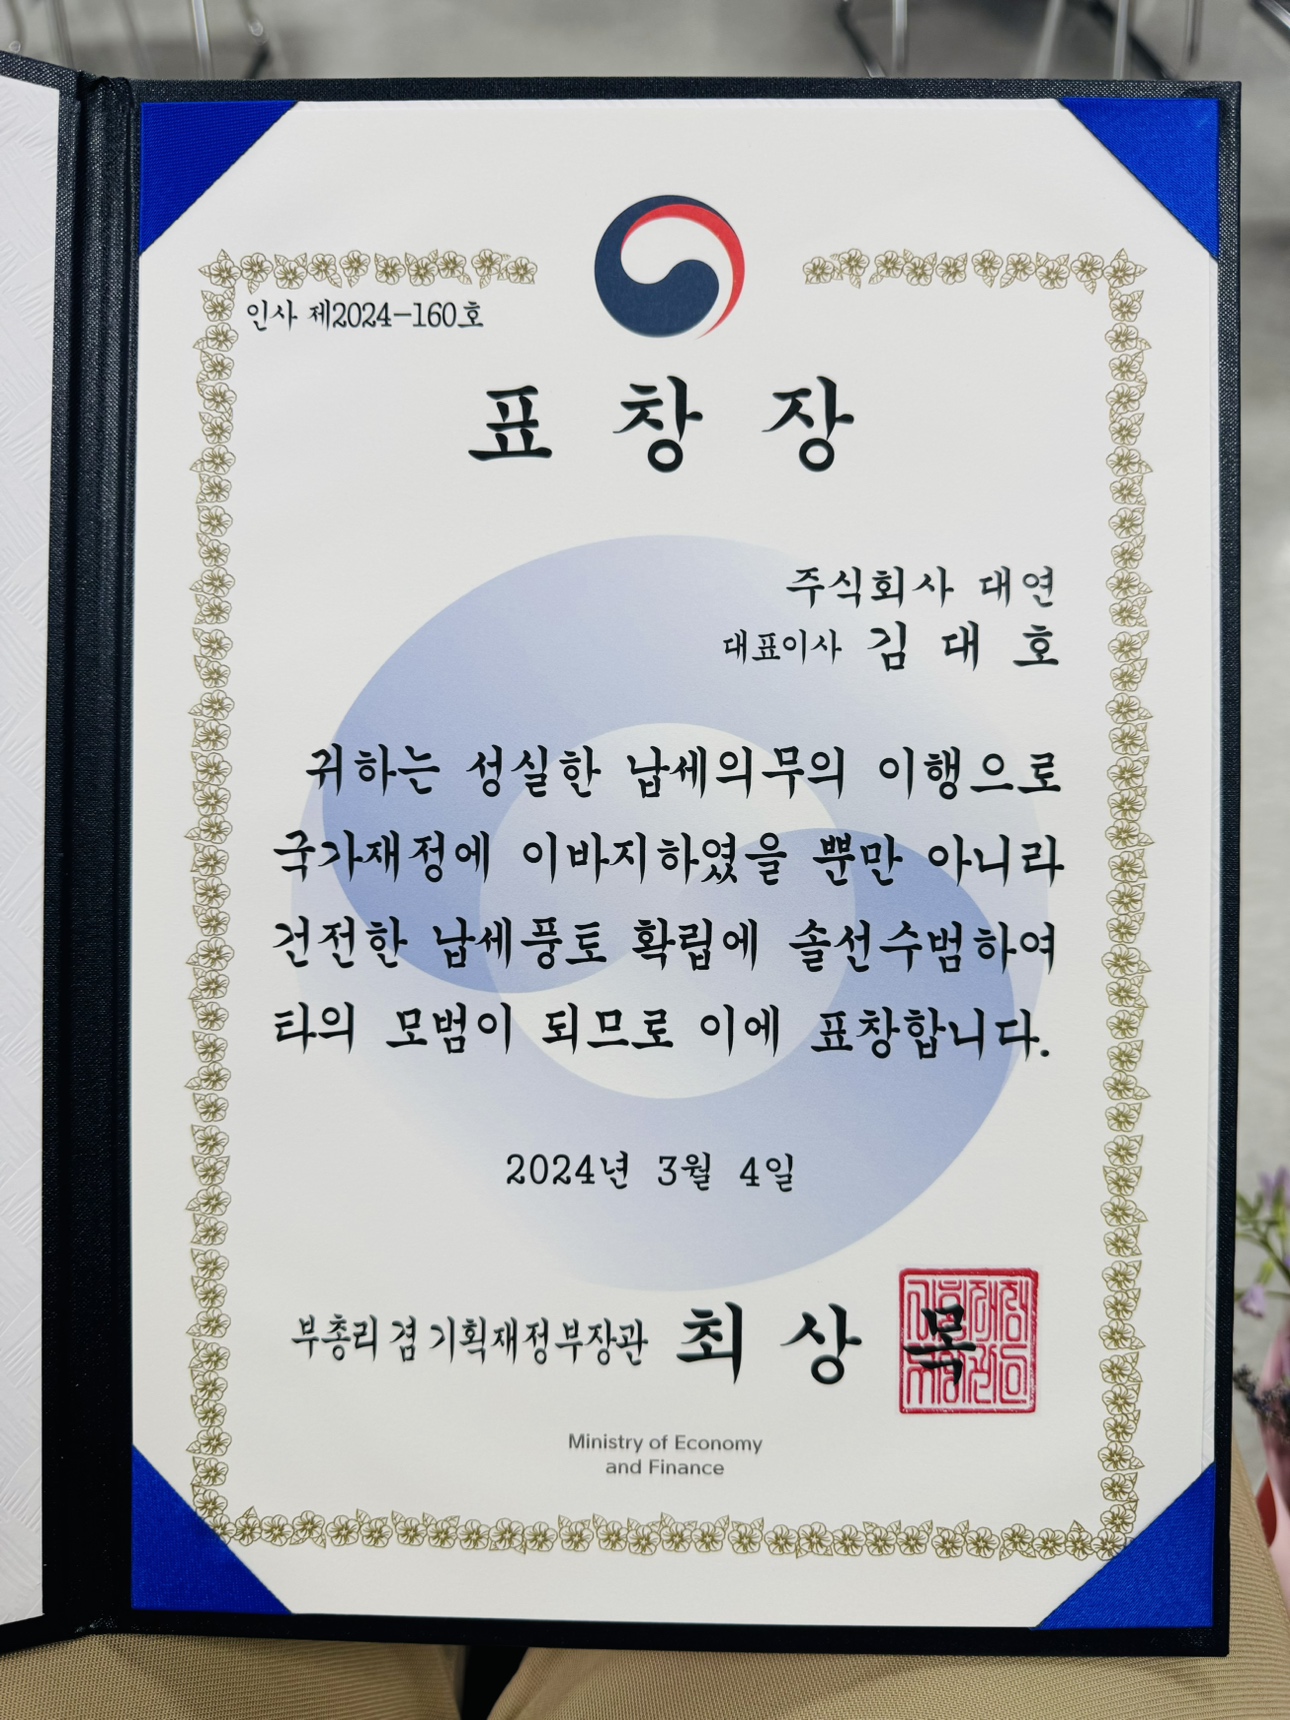 인사 제2024-160호
표 창 장
주식회사 대연
대표이사 김 대 호
귀하는 성실한 납세의무의 이행으로
국가재정에 이바지하였을 뿐만 아니라
건전한 납세풍토 확립에 솔선수범하여
타의 모범이 되므로 이에 표창합니다.
2024년 3월 4일
부총리 겸 기획재정부장관 최 상 목
Ministry of Economy
and Finance